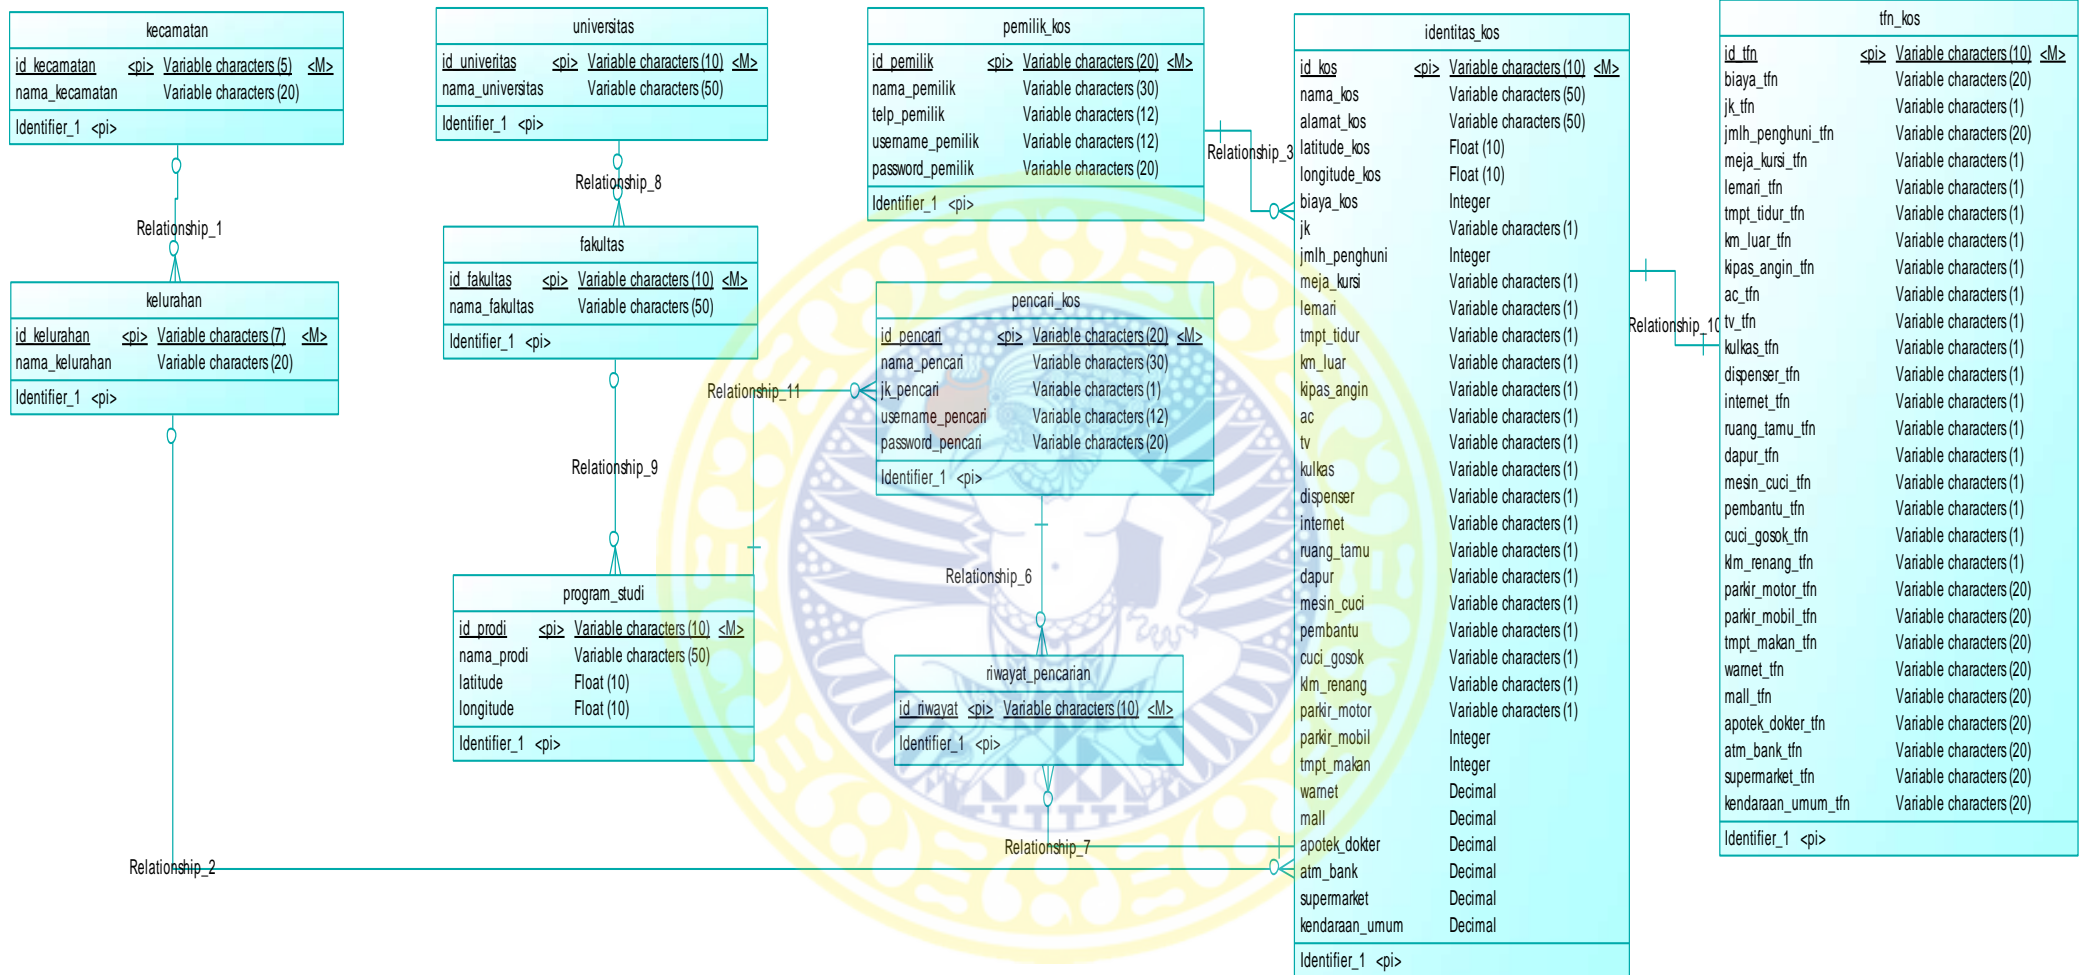 kecamatan
id_kecamatan <pi> Variable characters (5) <M>
nama_kecamatan Variable characters (20)
Identifier_1 <pi>
Relationship_1
kelurahan
id_kelurahan <pi> Variable characters (7) <M>
nama_kelurahan Variable characters (20)
Identifier_1 <pi>
Relationship_2
universitas
id_univeritas <pi> Variable characters (10) <M>
nama_universitas Variable characters (50)
Identifier_1 <pi>
Relationship_8
fakultas
id_fakultas <pi> Variable characters (10) <M>
nama_fakultas Variable characters (50)
Identifier_1 <pi>
Relationship_9
program_studi
id_prodi <pi> Variable characters (10) <M>
nama_prodi Variable characters (50)
latitude Float (10)
longitude Float (10)
Identifier_1 <pi>
Relationship_11
pemilik_kos
id_pemilik <pi> Variable characters (20) <M>
nama_pemilik Variable characters (30)
telp_pemilik Variable characters (12)
username_pemilik Variable characters (12)
password_pemilik Variable characters (20)
Identifier_1 <pi>
Relationship_3
pencari_kos
id_pencari <pi> Variable characters (20) <M>
nama_pencari Variable characters (30)
jk_pencari Variable characters (1)
username_pencari Variable characters (12)
password_pencari Variable characters (20)
Identifier_1 <pi>
Relationship_6
riwayat_pencarian
id_riwayat <pi> Variable characters (10) <M>
Identifier_1 <pi>
Relationship_7
identitas_kos
id_kos <pi> Variable characters (10) <M>
nama_kos Variable characters (50)
alamat_kos Variable characters (50)
latitude_kos Float (10)
longitude_kos Float (10)
biaya_kos Integer
jk Variable characters (1)
jmlh_penghuni Integer
meja_kursi Variable characters (1)
lemari Variable characters (1)
tmpt_tidur Variable characters (1)
km_luar Variable characters (1)
kipas_angin Variable characters (1)
ac Variable characters (1)
tv Variable characters (1)
kulkas Variable characters (1)
dispenser Variable characters (1)
internet Variable characters (1)
ruang_tamu Variable characters (1)
dapur Variable characters (1)
mesin_cuci Variable characters (1)
pembantu Variable characters (1)
cuci_gosok Variable characters (1)
klm_renang Variable characters (1)
parkir_motor Variable characters (1)
parkir_mobil Integer
tmpt_makan Integer
warnet Decimal
mall Decimal
apotek_dokter Decimal
atm_bank Decimal
supermarket Decimal
kendaraan_umum Decimal
Identifier_1 <pi>
Relationship_10
tfn_kos
id_tfn <pi> Variable characters (10) <M>
biaya_tfn Variable characters (20)
jk_tfn Variable characters (1)
jmlh_penghuni_tfn Variable characters (20)
meja_kursi_tfn Variable characters (1)
lemari_tfn Variable characters (1)
tmpt_tidur_tfn Variable characters (1)
km_luar_tfn Variable characters (1)
kipas_angin_tfn Variable characters (1)
ac_tfn Variable characters (1)
tv_tfn Variable characters (1)
kulkas_tfn Variable characters (1)
dispenser_tfn Variable characters (1)
internet_tfn Variable characters (1)
ruang_tamu_tfn Variable characters (1)
dapur_tfn Variable characters (1)
mesin_cuci_tfn Variable characters (1)
pembantu_tfn Variable characters (1)
cuci_gosok_tfn Variable characters (1)
klm_renang_tfn Variable characters (1)
parkir_motor_tfn Variable characters (20)
parkir_mobil_tfn Variable characters (20)
tmpt_makan_tfn Variable characters (20)
warnet_tfn Variable characters (20)
mall_tfn Variable characters (20)
apotek_dokter_tfn Variable characters (20)
atm_bank_tfn Variable characters (20)
supermarket_tfn Variable characters (20)
kendaraan_umum_tfn Variable characters (20)
Identifier_1 <pi>